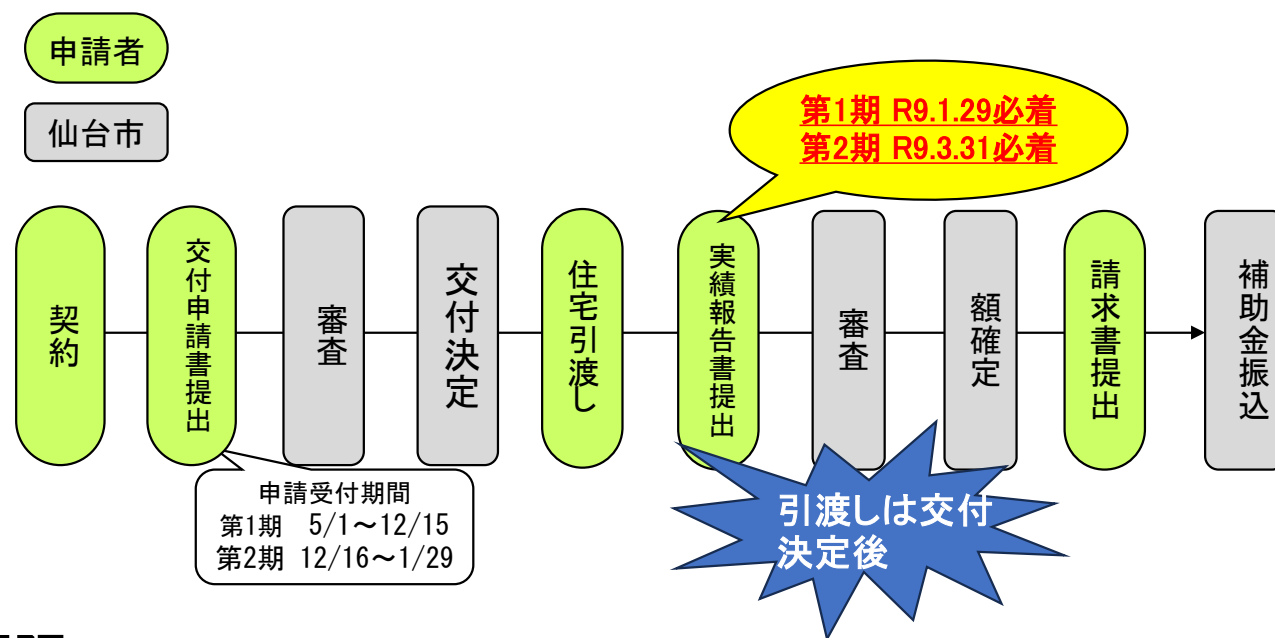 申請者
仙台市
第1期 R9.1.29必着
第2期 R9.3.31必着
契約
交付申請書提出
審査
交付決定
住宅引渡し
実績報告書提出
審査
額確定
請求書提出
補助金振込
申請受付期間
第1期 5/1～12/15
第2期 12/16～1/29
引渡しは交付
決定後